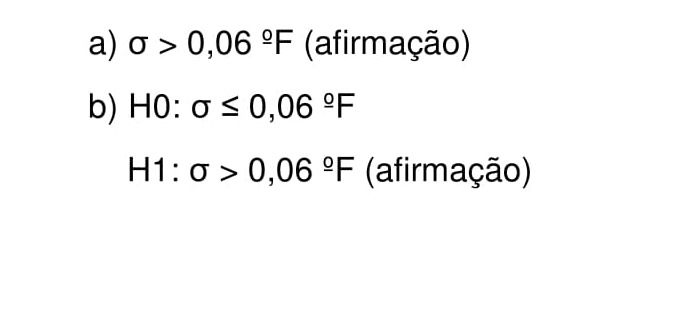 a) σ > 0,06 ºF (afirmação)
b) H0: σ ≤ 0,06 ºF
H1: σ > 0,06 ºF (afirmação)